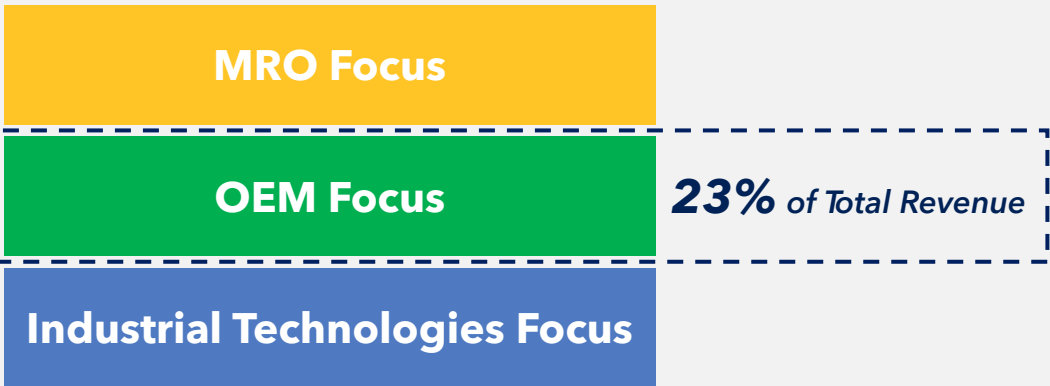 MRO Focus
OEM Focus
23% of Total Revenue
Industrial Technologies Focus